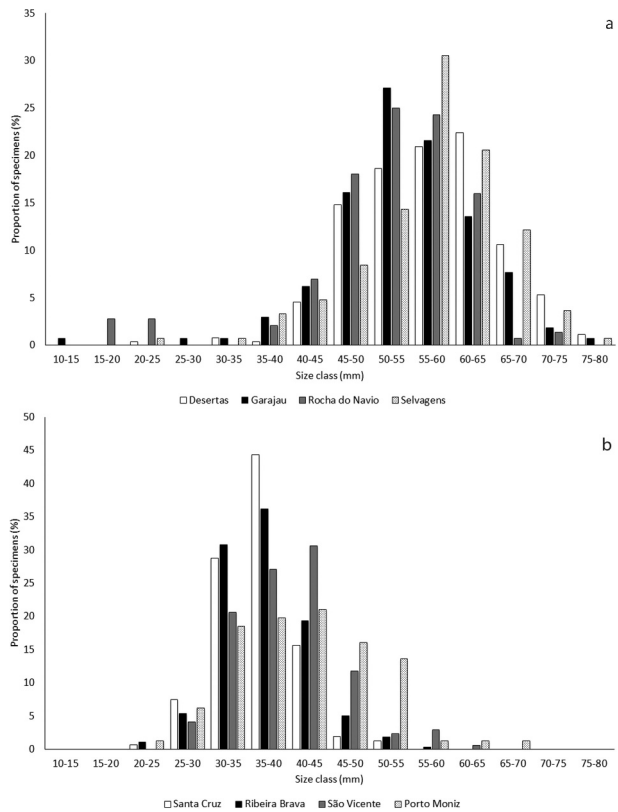 a
35
30
25
20
15
10
5
0
Proportion of specimens (%)
10-15 15-20 20-25 25-30 30-35 35-40 40-45 45-50 50-55 55-60 60-65 65-70 70-75 75-80
Size class (mm)
Desertas Garajau Rocha do Navio Selvagens
b
50
45
40
35
30
25
20
15
10
5
0
Proportion of specimens (%)
10-15 15-20 20-25 25-30 30-35 35-40 40-45 45-50 50-55 55-60 60-65 65-70 70-75 75-80
Size class (mm)
Santa Cruz Ribeira Brava São Vicente Porto Moniz